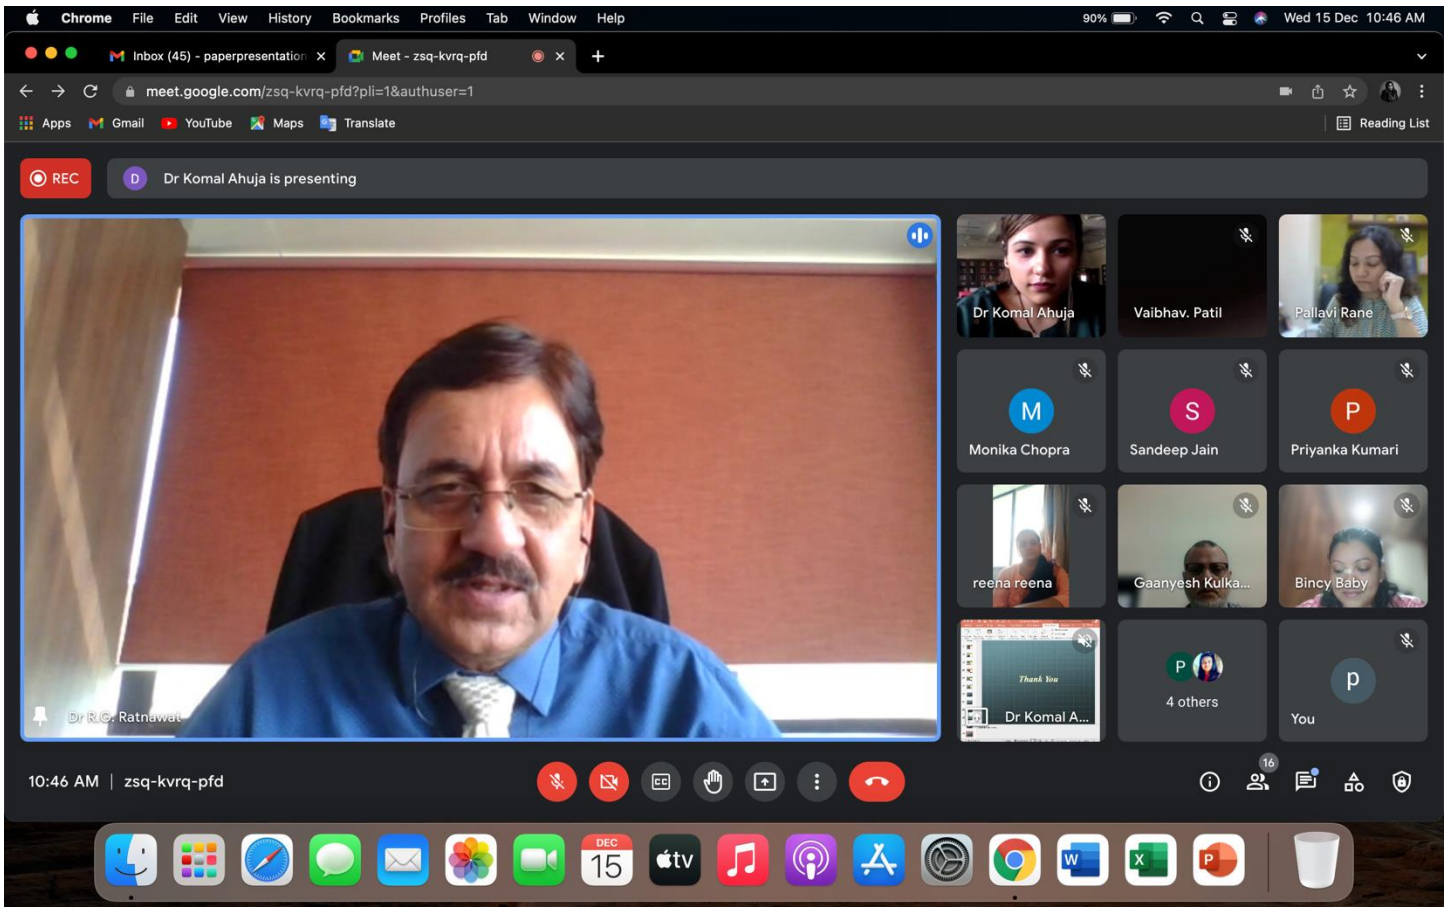 Chrome File Edit View History Bookmarks Profiles Tab Window Help 90% Wed 15 Dec 10:46 AM
Inbox (45) - paperpresentation Meet - zsq-kvrq-pfd
meet.google.com/zsq-kvrq-pfd?pli=1&authuser=1
Apps Gmail YouTube Maps Translate Reading List
REC D Dr Komal Ahuja is presenting
Dr R.G. Ratnawat
Dr Komal Ahuja Vaibhav. Patil Pallavi Rane
M S P
Monika Chopra Sandeep Jain Priyanka Kumari
reena reena Gaanyesh Kulka... Bincy Baby
Thank You
P
p
4 others
Dr Komal A... You
10:46 AM | zsq-kvrq-pfd CC 16
DEC
15 tv W X P